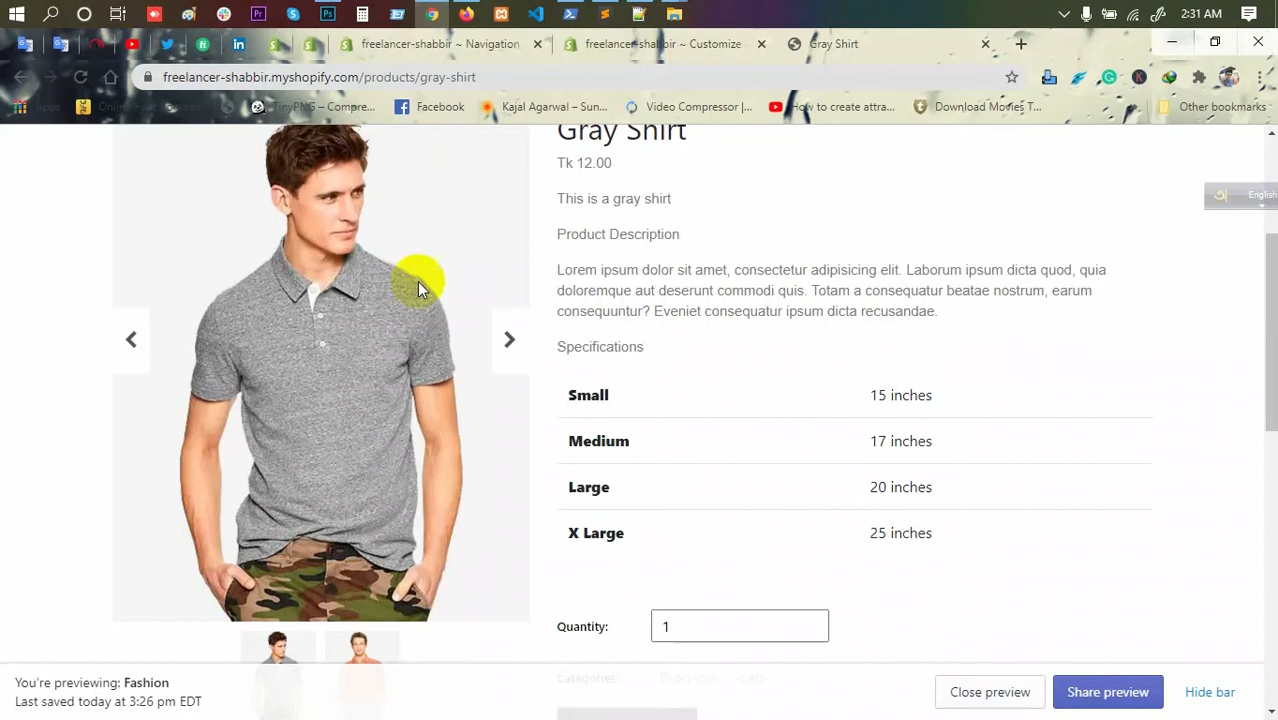 2:31 AM
freelancer-shabbir ~ Navigation
freelancer-shabbir ~ Customize
Gray Shirt
freelancer-shabbir.myshopify.com/products/gray-shirt
Apps
TinyPNG – Compre...
Facebook
Kajal Agarwal – Sun...
Video Compressor |...
How to create attra...
Download Movies T...
Other bookmarks
English
Gray Shirt
Tk 12.00
This is a gray shirt
Product Description
Lorem ipsum dolor sit amet, consectetur adipisicing elit. Laborum ipsum dicta quod, quia
doloremque aut deserunt commodi quis. Totam a consequatur beatae nostrum, earum
consequuntur? Eveniet consequatur ipsum dicta recusandae.
Specifications
Small 15 inches
Medium 17 inches
Large 20 inches
X Large 25 inches
Quantity: 1
categories:
You're previewing: Fashion
Last saved today at 3:26 pm EDT
Close preview
Share preview
Hide bar